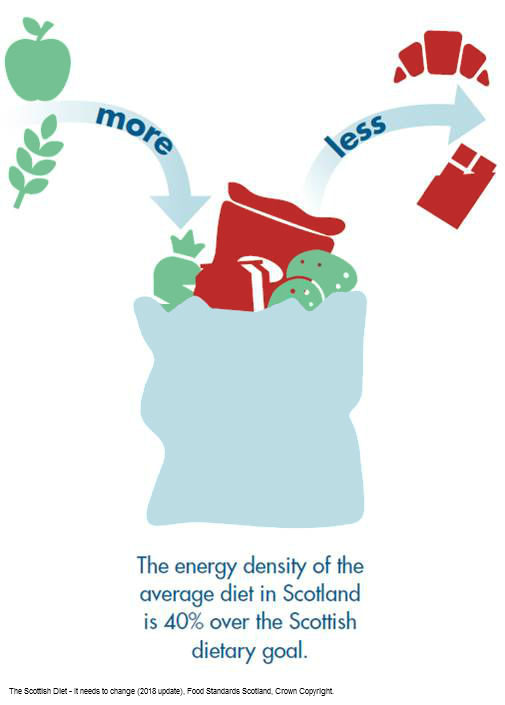 more
less
The energy density of the
average diet in Scotland
is 40% over the Scottish
dietary goal.
The Scottish Diet - It needs to change (2018 update), Food Standards Scotland, Crown Copyright.